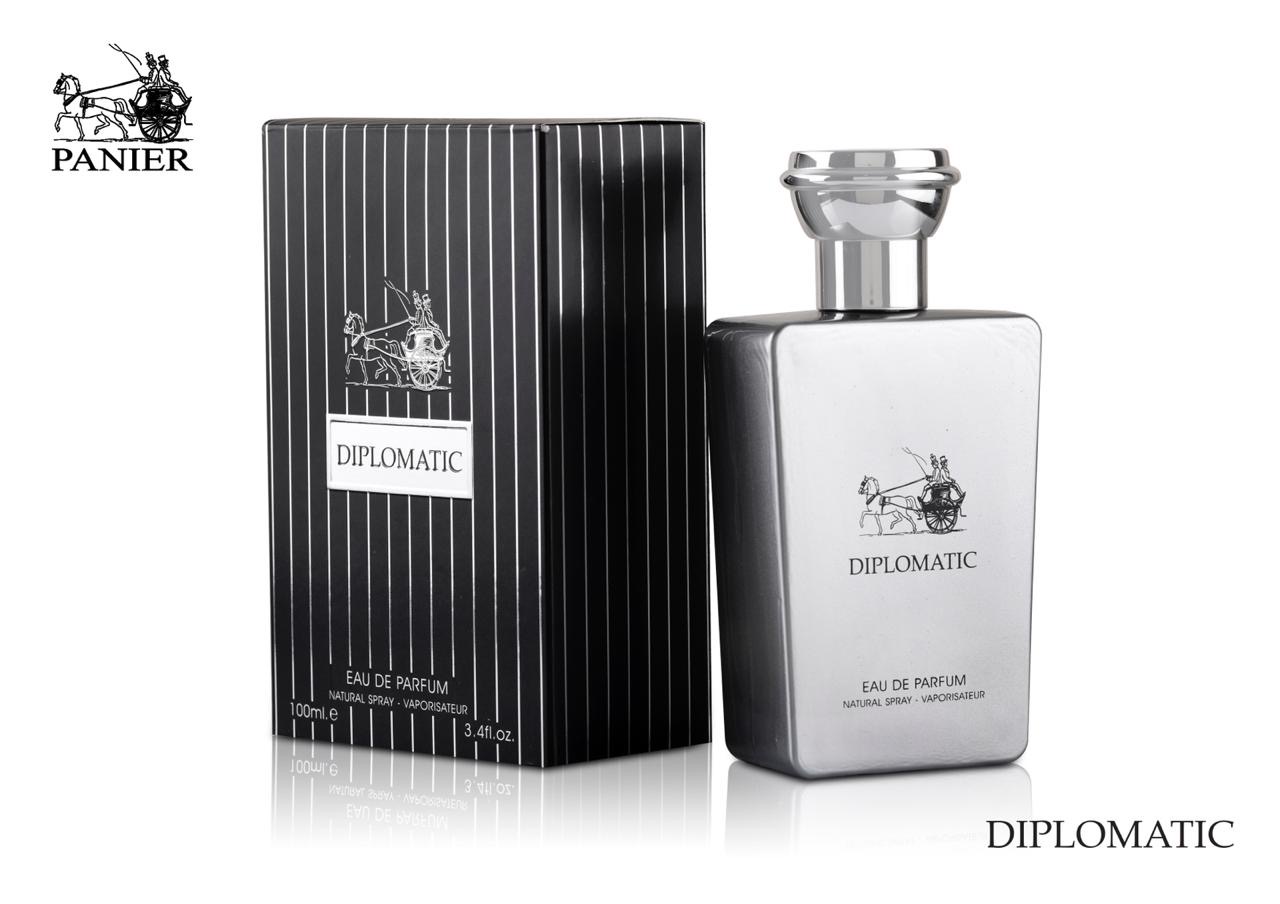 PANIER
DIPLOMATIC
EAU DE PARFUM
NATURAL SPRAY - VAPORISATEUR
100ml.e
3.4fl.oz.
DIPLOMATIC
EAU DE PARFUM
NATURAL SPRAY - VAPORISATEUR
DIPLOMATIC